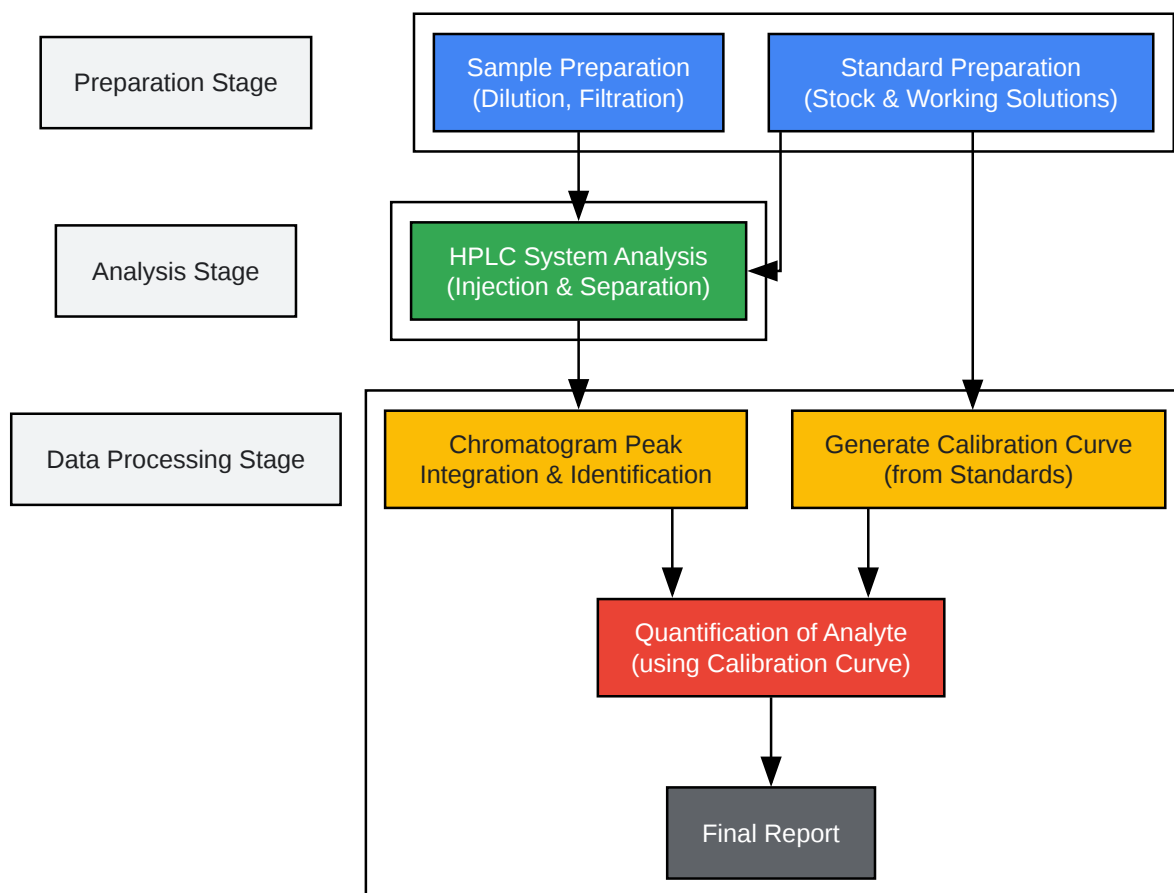 Preparation Stage
Sample Preparation
(Dilution, Filtration)
Standard Preparation
(Stock & Working Solutions)
Analysis Stage
HPLC System Analysis
(Injection & Separation)
Data Processing Stage
Chromatogram Peak
Integration & Identification
Generate Calibration Curve
(from Standards)
Quantification of Analyte
(using Calibration Curve)
Final Report